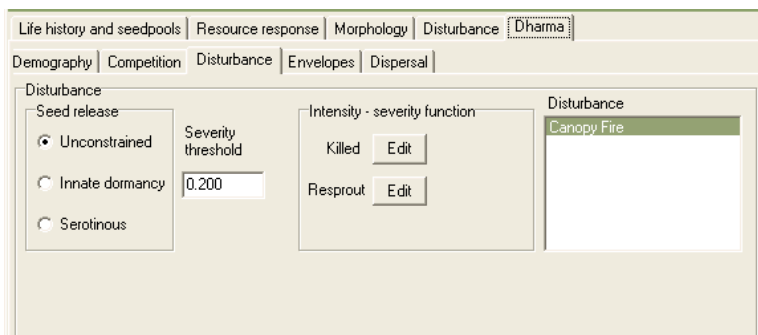 Life history and seedpools Resource response Morphology Disturbance Dharma
Demography Competition Disturbance Envelopes Dispersal
Disturbance
Seed release
Unconstrained
Innate dormancy
Serotinous
Severity
threshold
0.200
Intensity - severity function
Killed Edit
Resprout Edit
Disturbance
Canopy Fire